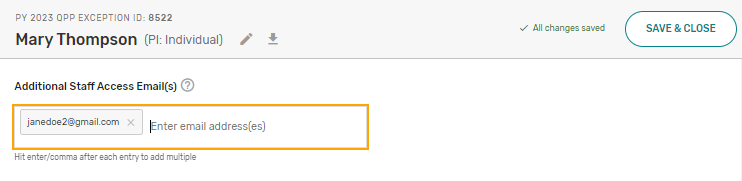 PY 2023 OPP EXCEPTION ID: 8522
Mary Thompson (PI: Individual)
All changes saved
SAVE & CLOSE
Additional Staff Access Email(s) ?
janedoe2@gmail.com × Enter email address(es)
Hit enter/comma after each entry to add multiple